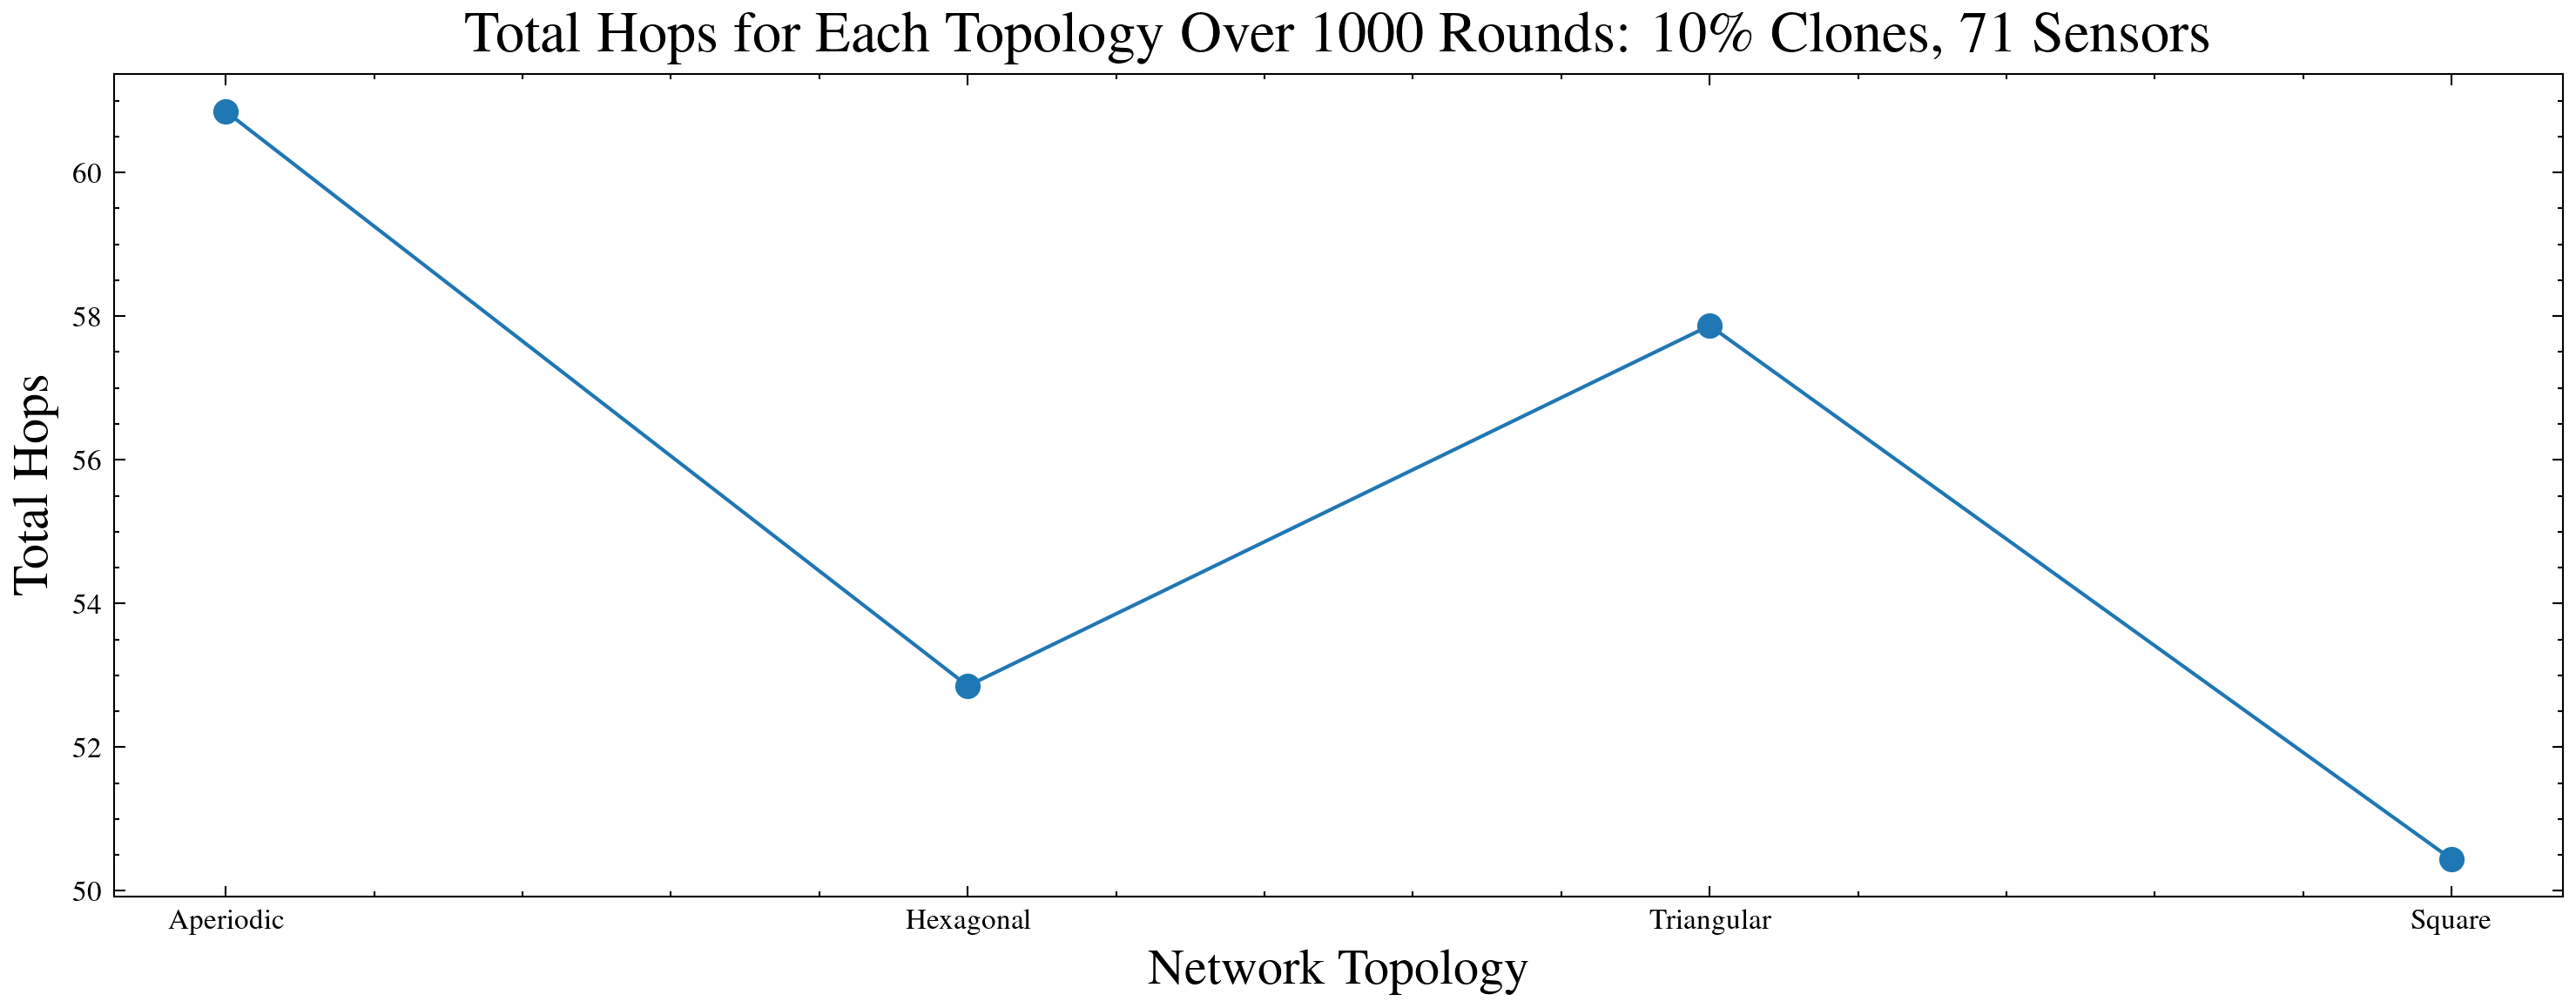 Total Hops for Each Topology Over 1000 Rounds: 10% Clones, 71 Sensors
Total Hops
60
58
56
54
52
50
Aperiodic
Hexagonal
Triangular
Square
Network Topology